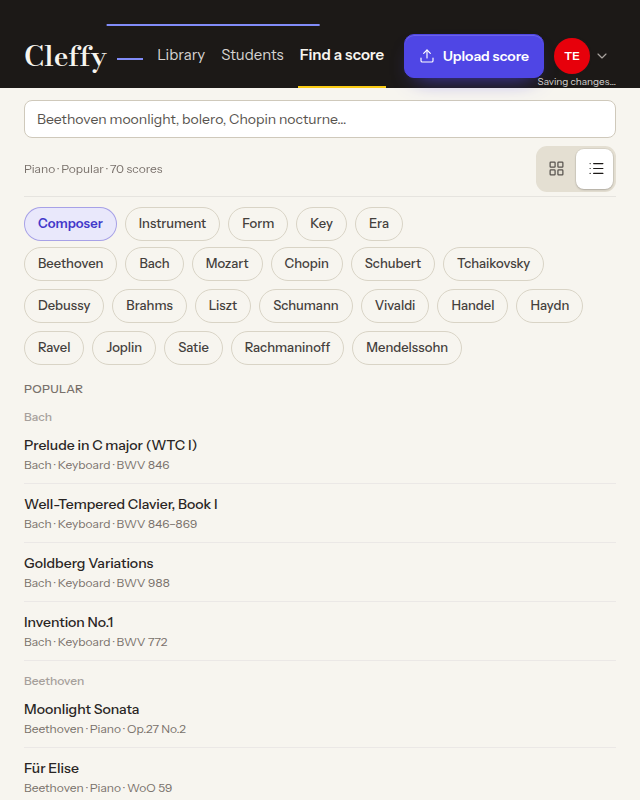 Cleffy Library Students Find a score Upload score TE
Saving changes...
Beethoven moonlight, bolero, Chopin nocturne...
Piano · Popular · 70 scores
Composer Instrument Form Key Era
Beethoven Bach Mozart Chopin Schubert Tchaikovsky
Debussy Brahms Liszt Schumann Vivaldi Handel Haydn
Ravel Joplin Satie Rachmaninoff Mendelssohn
POPULAR
Bach
Prelude in C major (WTC I)
Bach · Keyboard · BWV 846
Well-Tempered Clavier, Book I
Bach · Keyboard · BWV 846–869
Goldberg Variations
Bach · Keyboard · BWV 988
Invention No.1
Bach · Keyboard · BWV 772
Beethoven
Moonlight Sonata
Beethoven · Piano · Op.27 No.2
Für Elise
Beethoven · Piano · WoO 59